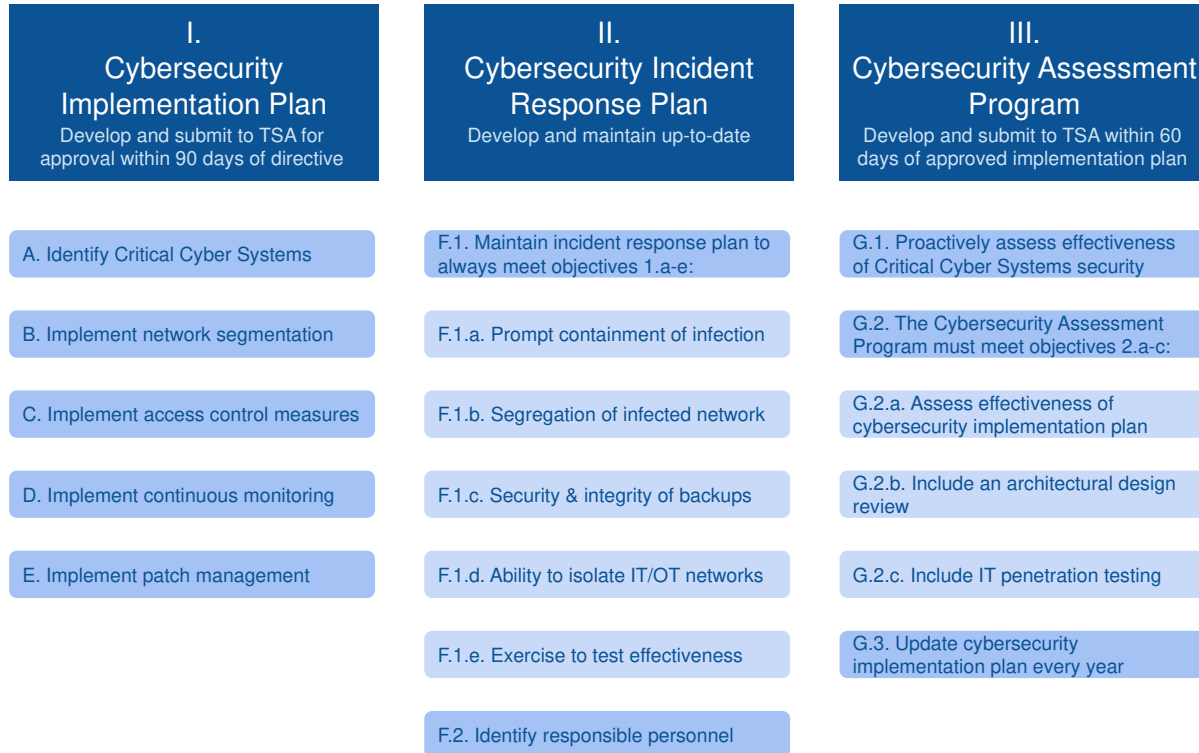 I.
Cybersecurity
Implementation Plan
Develop and submit to TSA for
approval within 90 days of directive
A. Identify Critical Cyber Systems
B. Implement network segmentation
C. Implement access control measures
D. Implement continuous monitoring
E. Implement patch management
II.
Cybersecurity Incident
Response Plan
Develop and maintain up-to-date
F.1. Maintain incident response plan to
always meet objectives 1.a-e:
F.1.a. Prompt containment of infection
F.1.b. Segregation of infected network
F.1.c. Security & integrity of backups
F.1.d. Ability to isolate IT/OT networks
F.1.e. Exercise to test effectiveness
F.2. Identify responsible personnel
III.
Cybersecurity Assessment
Program
Develop and submit to TSA within 60
days of approved implementation plan
G.1. Proactively assess effectiveness
of Critical Cyber Systems security
G.2. The Cybersecurity Assessment
Program must meet objectives 2.a-c:
G.2.a. Assess effectiveness of
cybersecurity implementation plan
G.2.b. Include an architectural design
review
G.2.c. Include IT penetration testing
G.3. Update cybersecurity
implementation plan every year